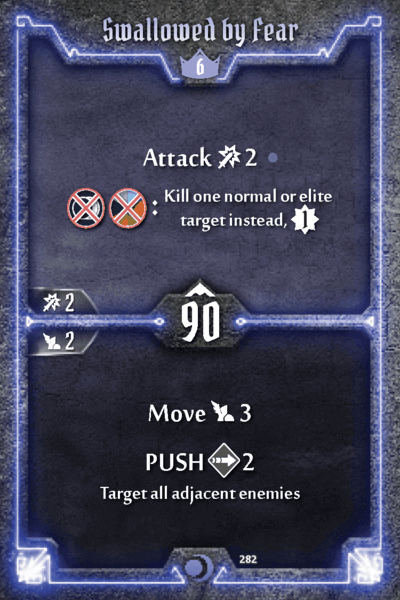 Swallowed by Fear
6
Attack 2
: Kill one normal or elite
target instead, 1
2
90
2
Move 3
PUSH 2
Target all adjacent enemies
282